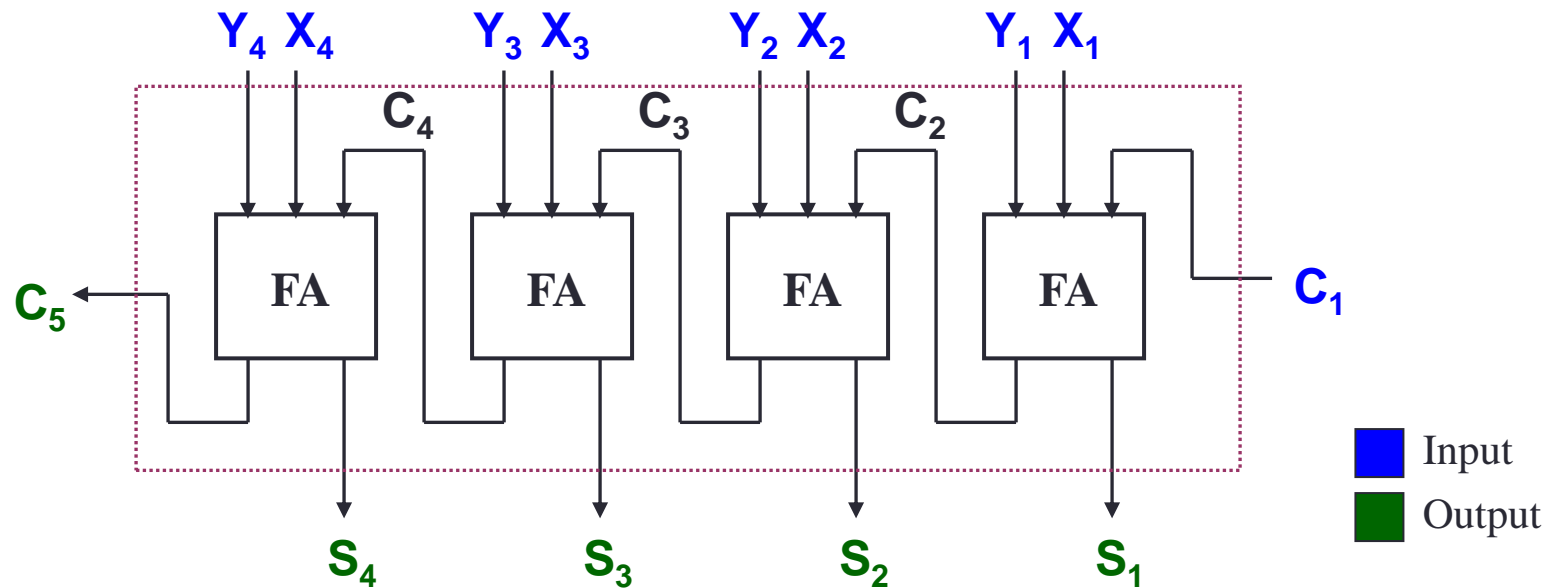 Y₄ X₄ Y₃ X₃ Y₂ X₂ Y₁ X₁
C₄ C₃ C₂
FA FA FA FA
C₅ C₁
Input
Output
S₄ S₃ S₂ S₁